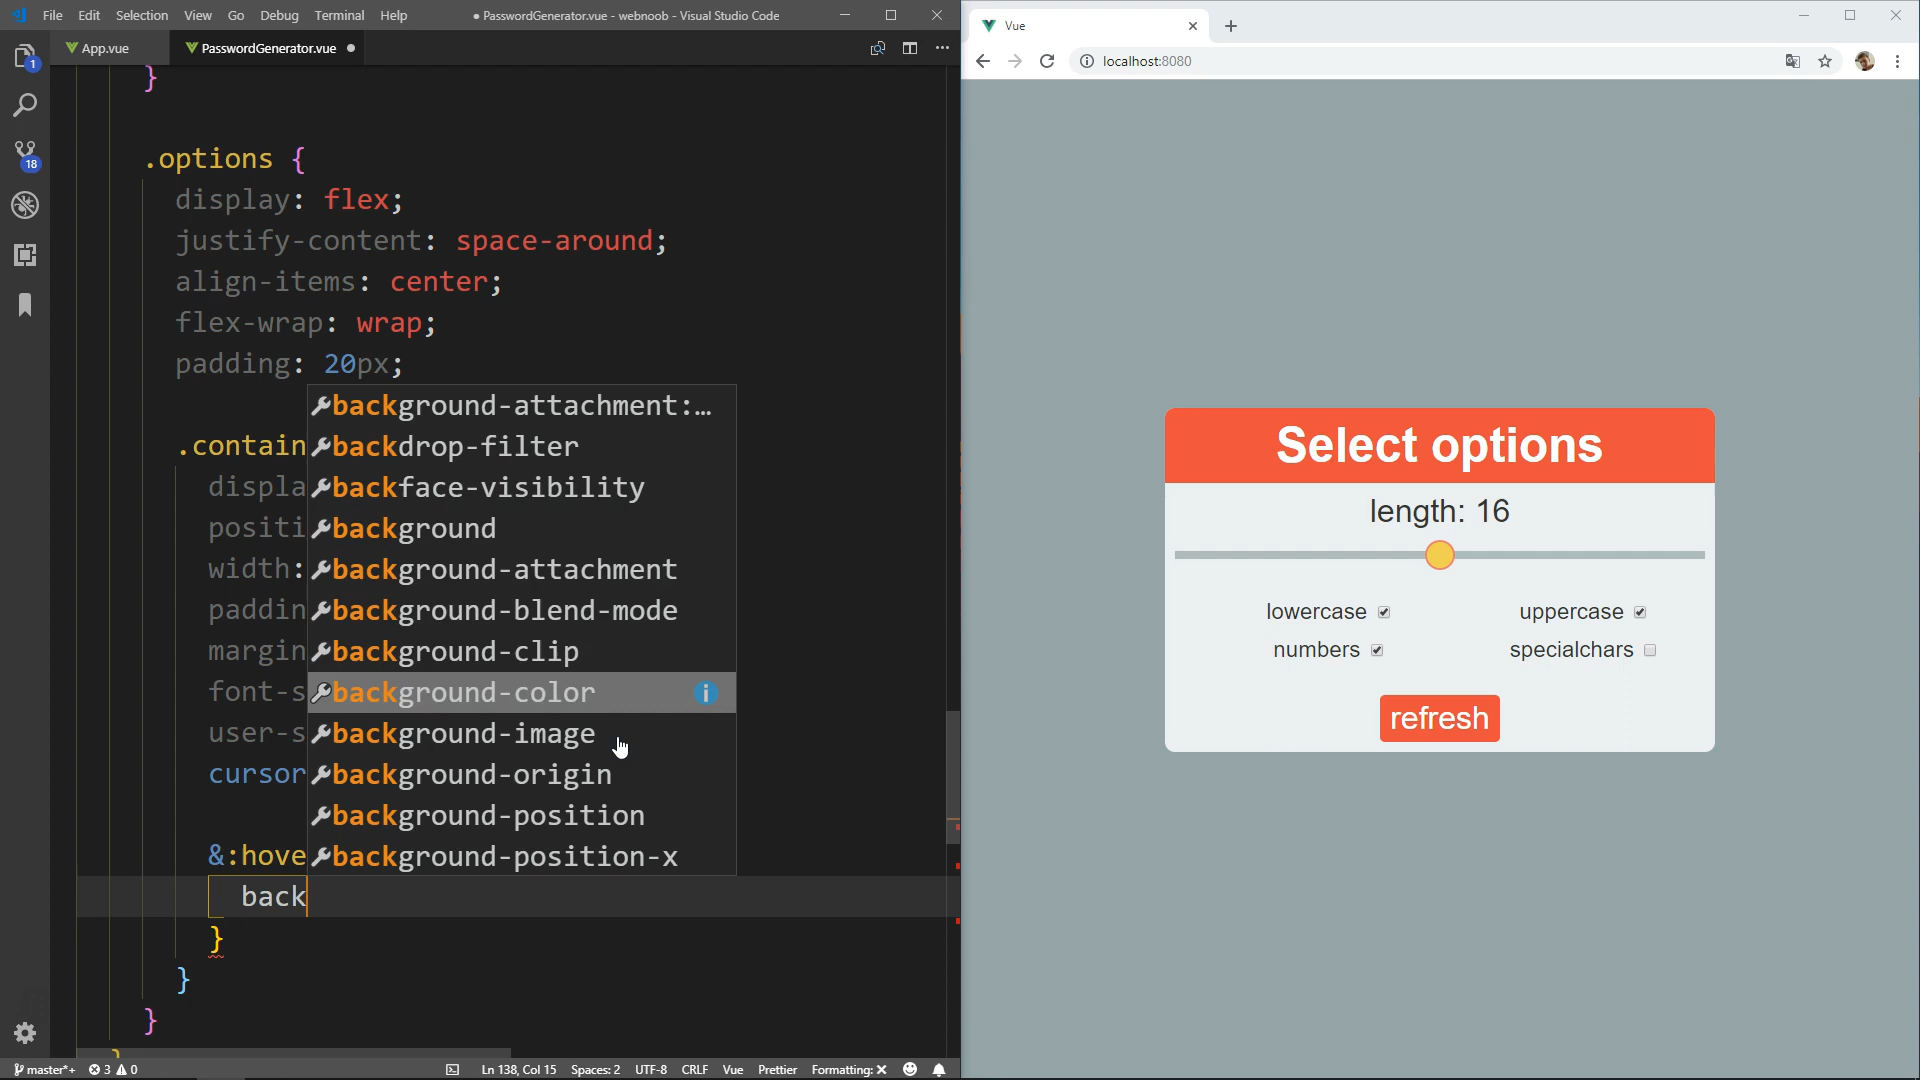 File Edit Selection View Go Debug Terminal Help
● PasswordGenerator.vue - webnoob - Visual Studio Code
App.vue
PasswordGenerator.vue
1
18
}
.options {
display: flex;
justify-content: space-around;
align-items: center;
flex-wrap: wrap;
padding: 20px;
background-attachment:…
.contain
backdrop-filter
displa
backface-visibility
positi
background
width:
background-attachment
paddin
background-blend-mode
margin
background-clip
font-s
background-color
user-s
background-image
cursor
background-origin
background-position
&:hove
background-position-x
back
}
}
}
master*+ 3 0 Ln 138, Col 15 Spaces: 2 UTF-8 CRLF Vue Prettier Formatting: ✕
Vue
localhost:8080
Select options
length: 16
lowercase uppercase
numbers specialchars
refresh